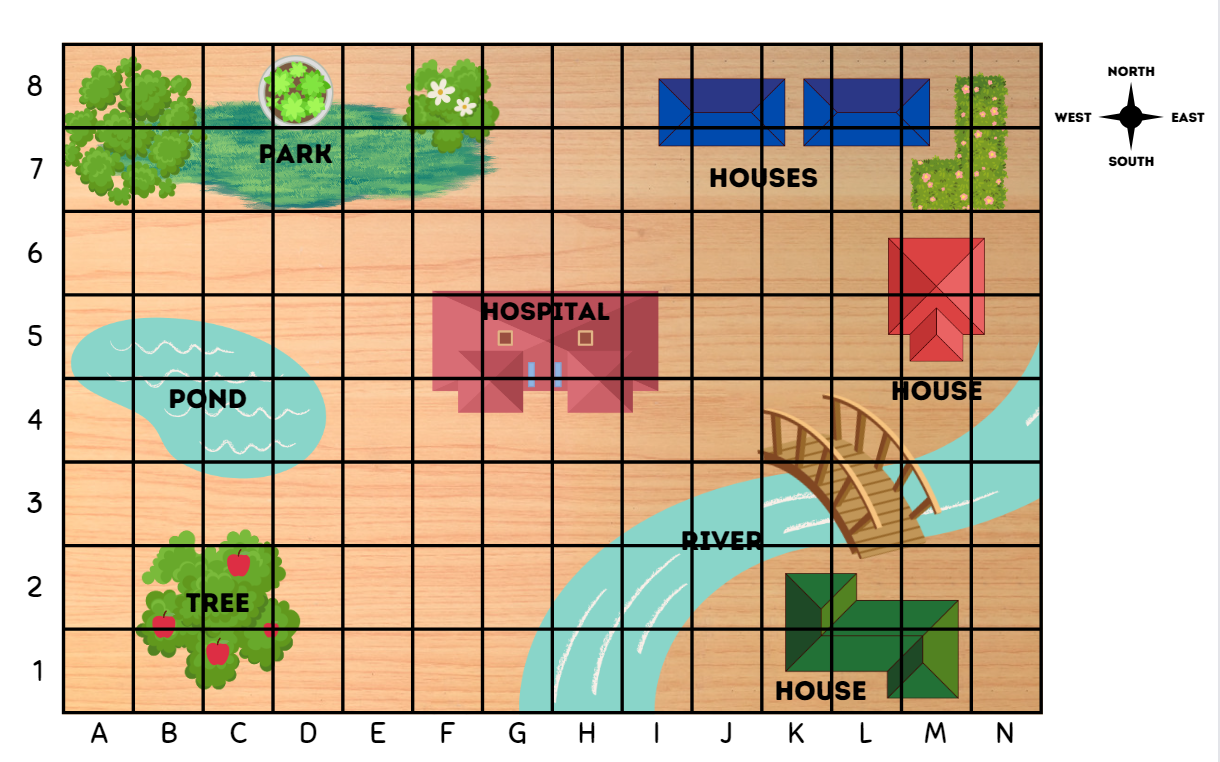 NORTH
8
WEST
EAST
PARK
SOUTH
7
HOUSES
6
HOSPITAL
5
HOUSE
POND
4
3
RIVER
2
TREE
1
HOUSE
A B C D E F G H I J K L M N